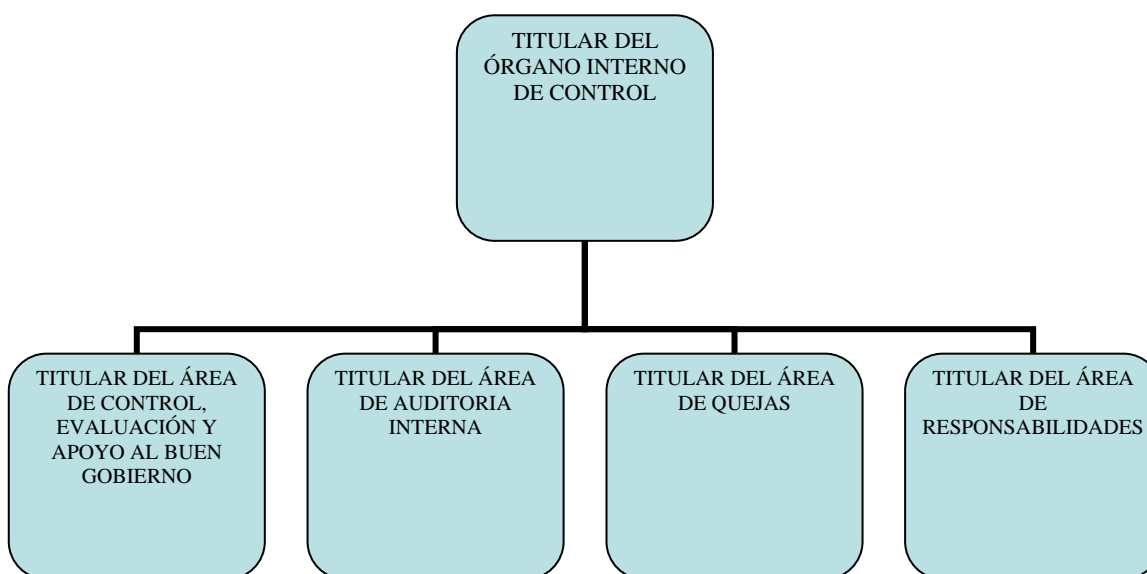 TITULAR DEL
ÓRGANO INTERNO
DE CONTROL
TITULAR DEL ÁREA
DE CONTROL,
EVALUACIÓN Y
APOYO AL BUEN
GOBIERNO
TITULAR DEL ÁREA
DE AUDITORIA
INTERNA
TITULAR DEL ÁREA
DE QUEJAS
TITULAR DEL ÁREA
DE
RESPONSABILIDADES